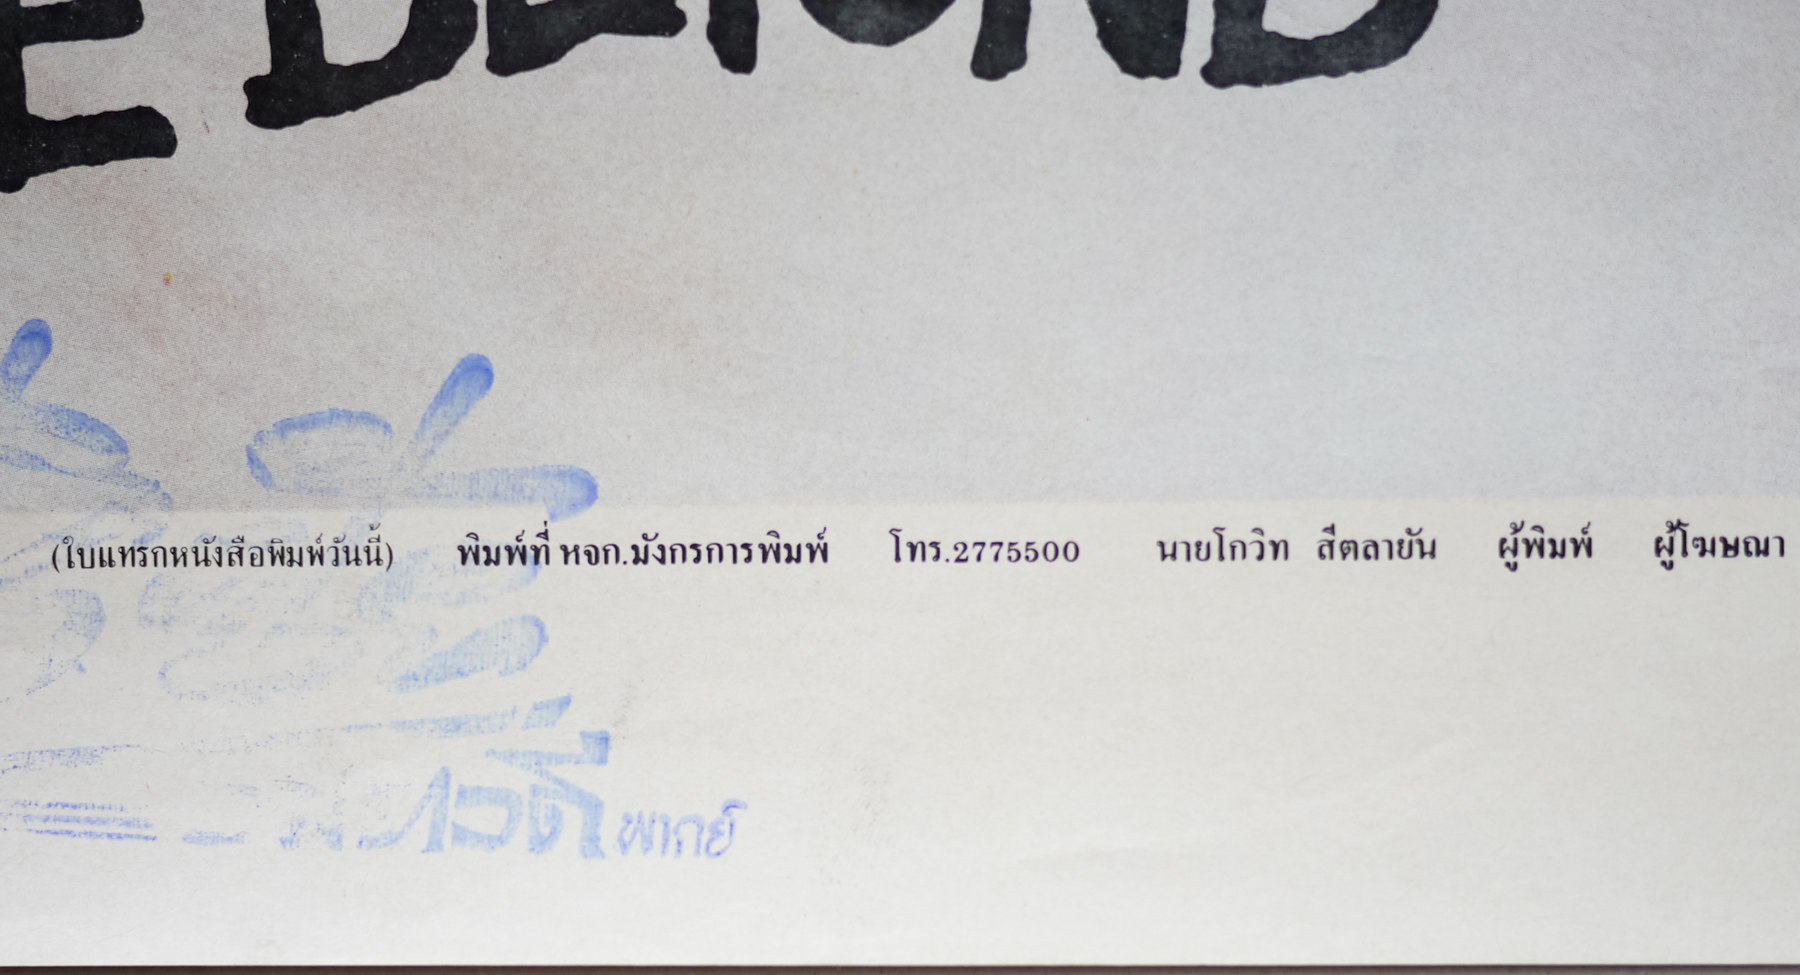 E BEYOND
(ใบแทรกหนังสือพิมพ์วันนี้) พิมพ์ที่ หจก.มังกรการพิมพ์ โทร.2775500 นายโกวิท สีตลายัน ผู้พิมพ์ ผู้โฆษณา
พากย์